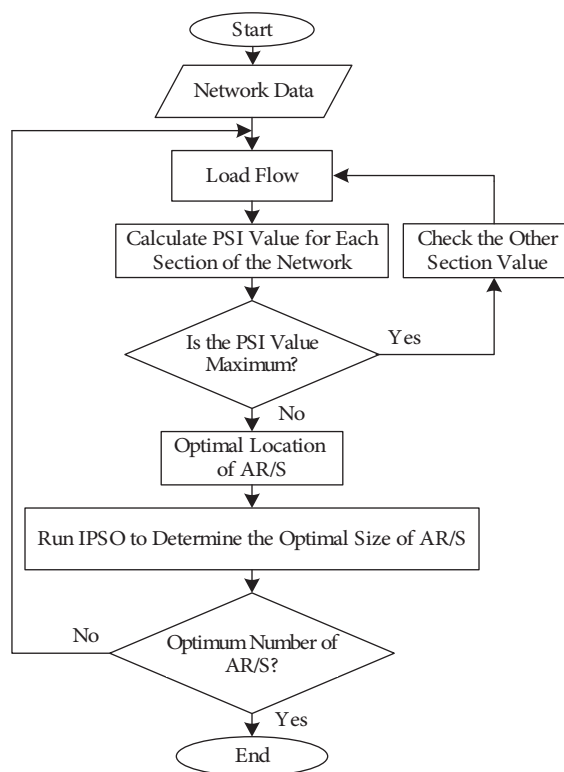 Start
Network Data
Load Flow
Calculate PSI Value for Each
Section of the Network
Check the Other
Section Value
Is the PSI Value
Maximum?
Yes
No
Optimal Location
of AR/S
Run IPSO to Determine the Optimal Size of AR/S
No
Optimum Number of
AR/S?
Yes
End